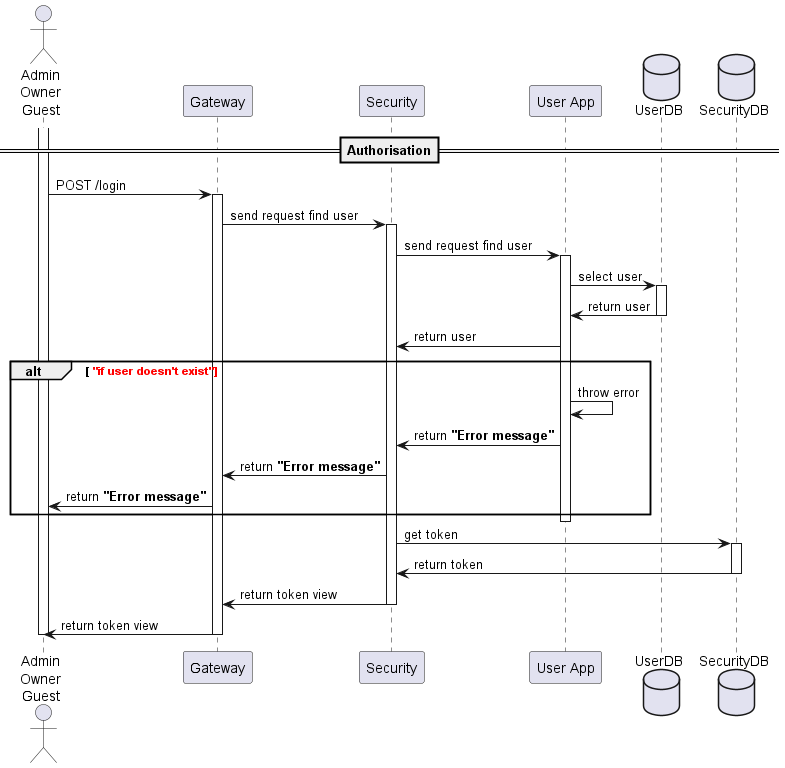 Admin
Owner
Guest
Gateway
Security
User App
UserDB
SecurityDB
Authorisation
POST /login
send request find user
send request find user
select user
return user
return user
alt
[ "if user doesn't exist"]
throw error
return "Error message"
return "Error message"
return "Error message"
get token
return token
return token view
return token view
Admin
Owner
Guest
Gateway
Security
User App
UserDB
SecurityDB